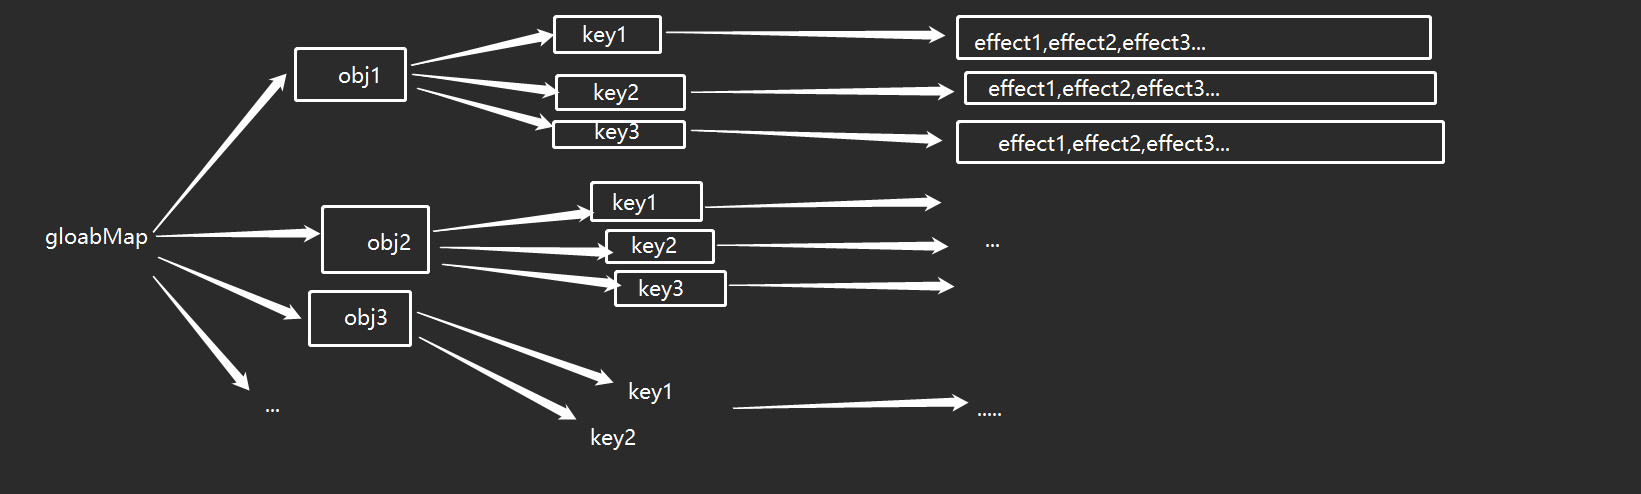 key1
effect1,effect2,effect3...
obj1
key2
effect1,effect2,effect3...
key3
effect1,effect2,effect3...
key1
gloabMap
obj2
key2
...
key3
obj3
key1
...
.....
key2